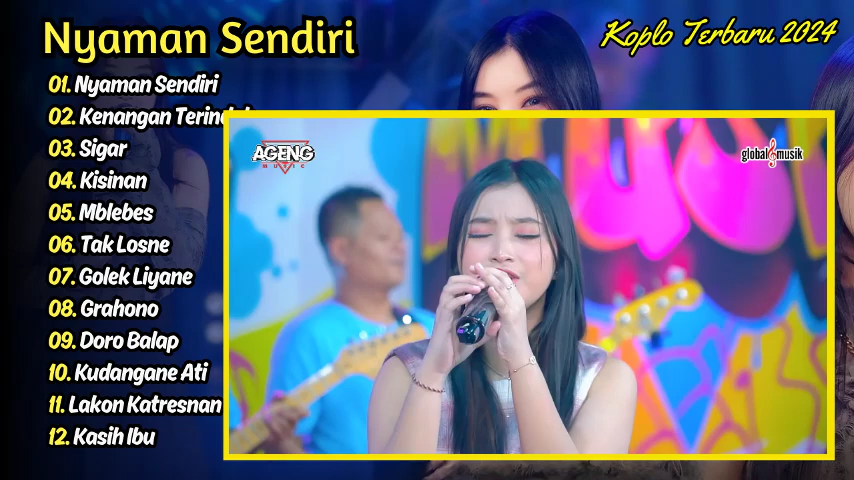 Nyaman Sendiri
Koplo Terbaru 2024
01. Nyaman Sendiri
02. Kenangan
03. Sigar
04. Kisinan
05. Mblebes
06. Tak Losne
07. Golek Liyane
08. Grahono
09. Doro Balap
10. Kudangane Ati
11. Lakon Katresnan
12. Kasih Ibu
AGENG
MUSIC
global musik